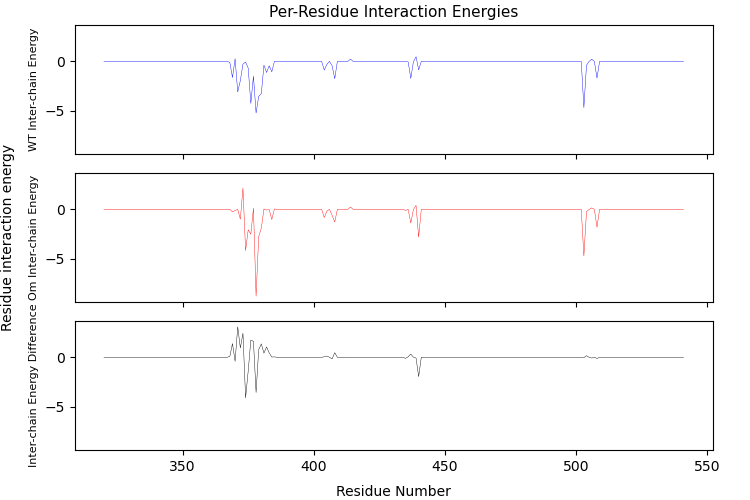 Per-Residue Interaction Energies
Residue interaction energy
WT Inter-chain Energy
0
−5
Om Inter-chain Energy
0
−5
Inter-chain Energy Difference
0
−5
350
400
450
500
550
Residue Number